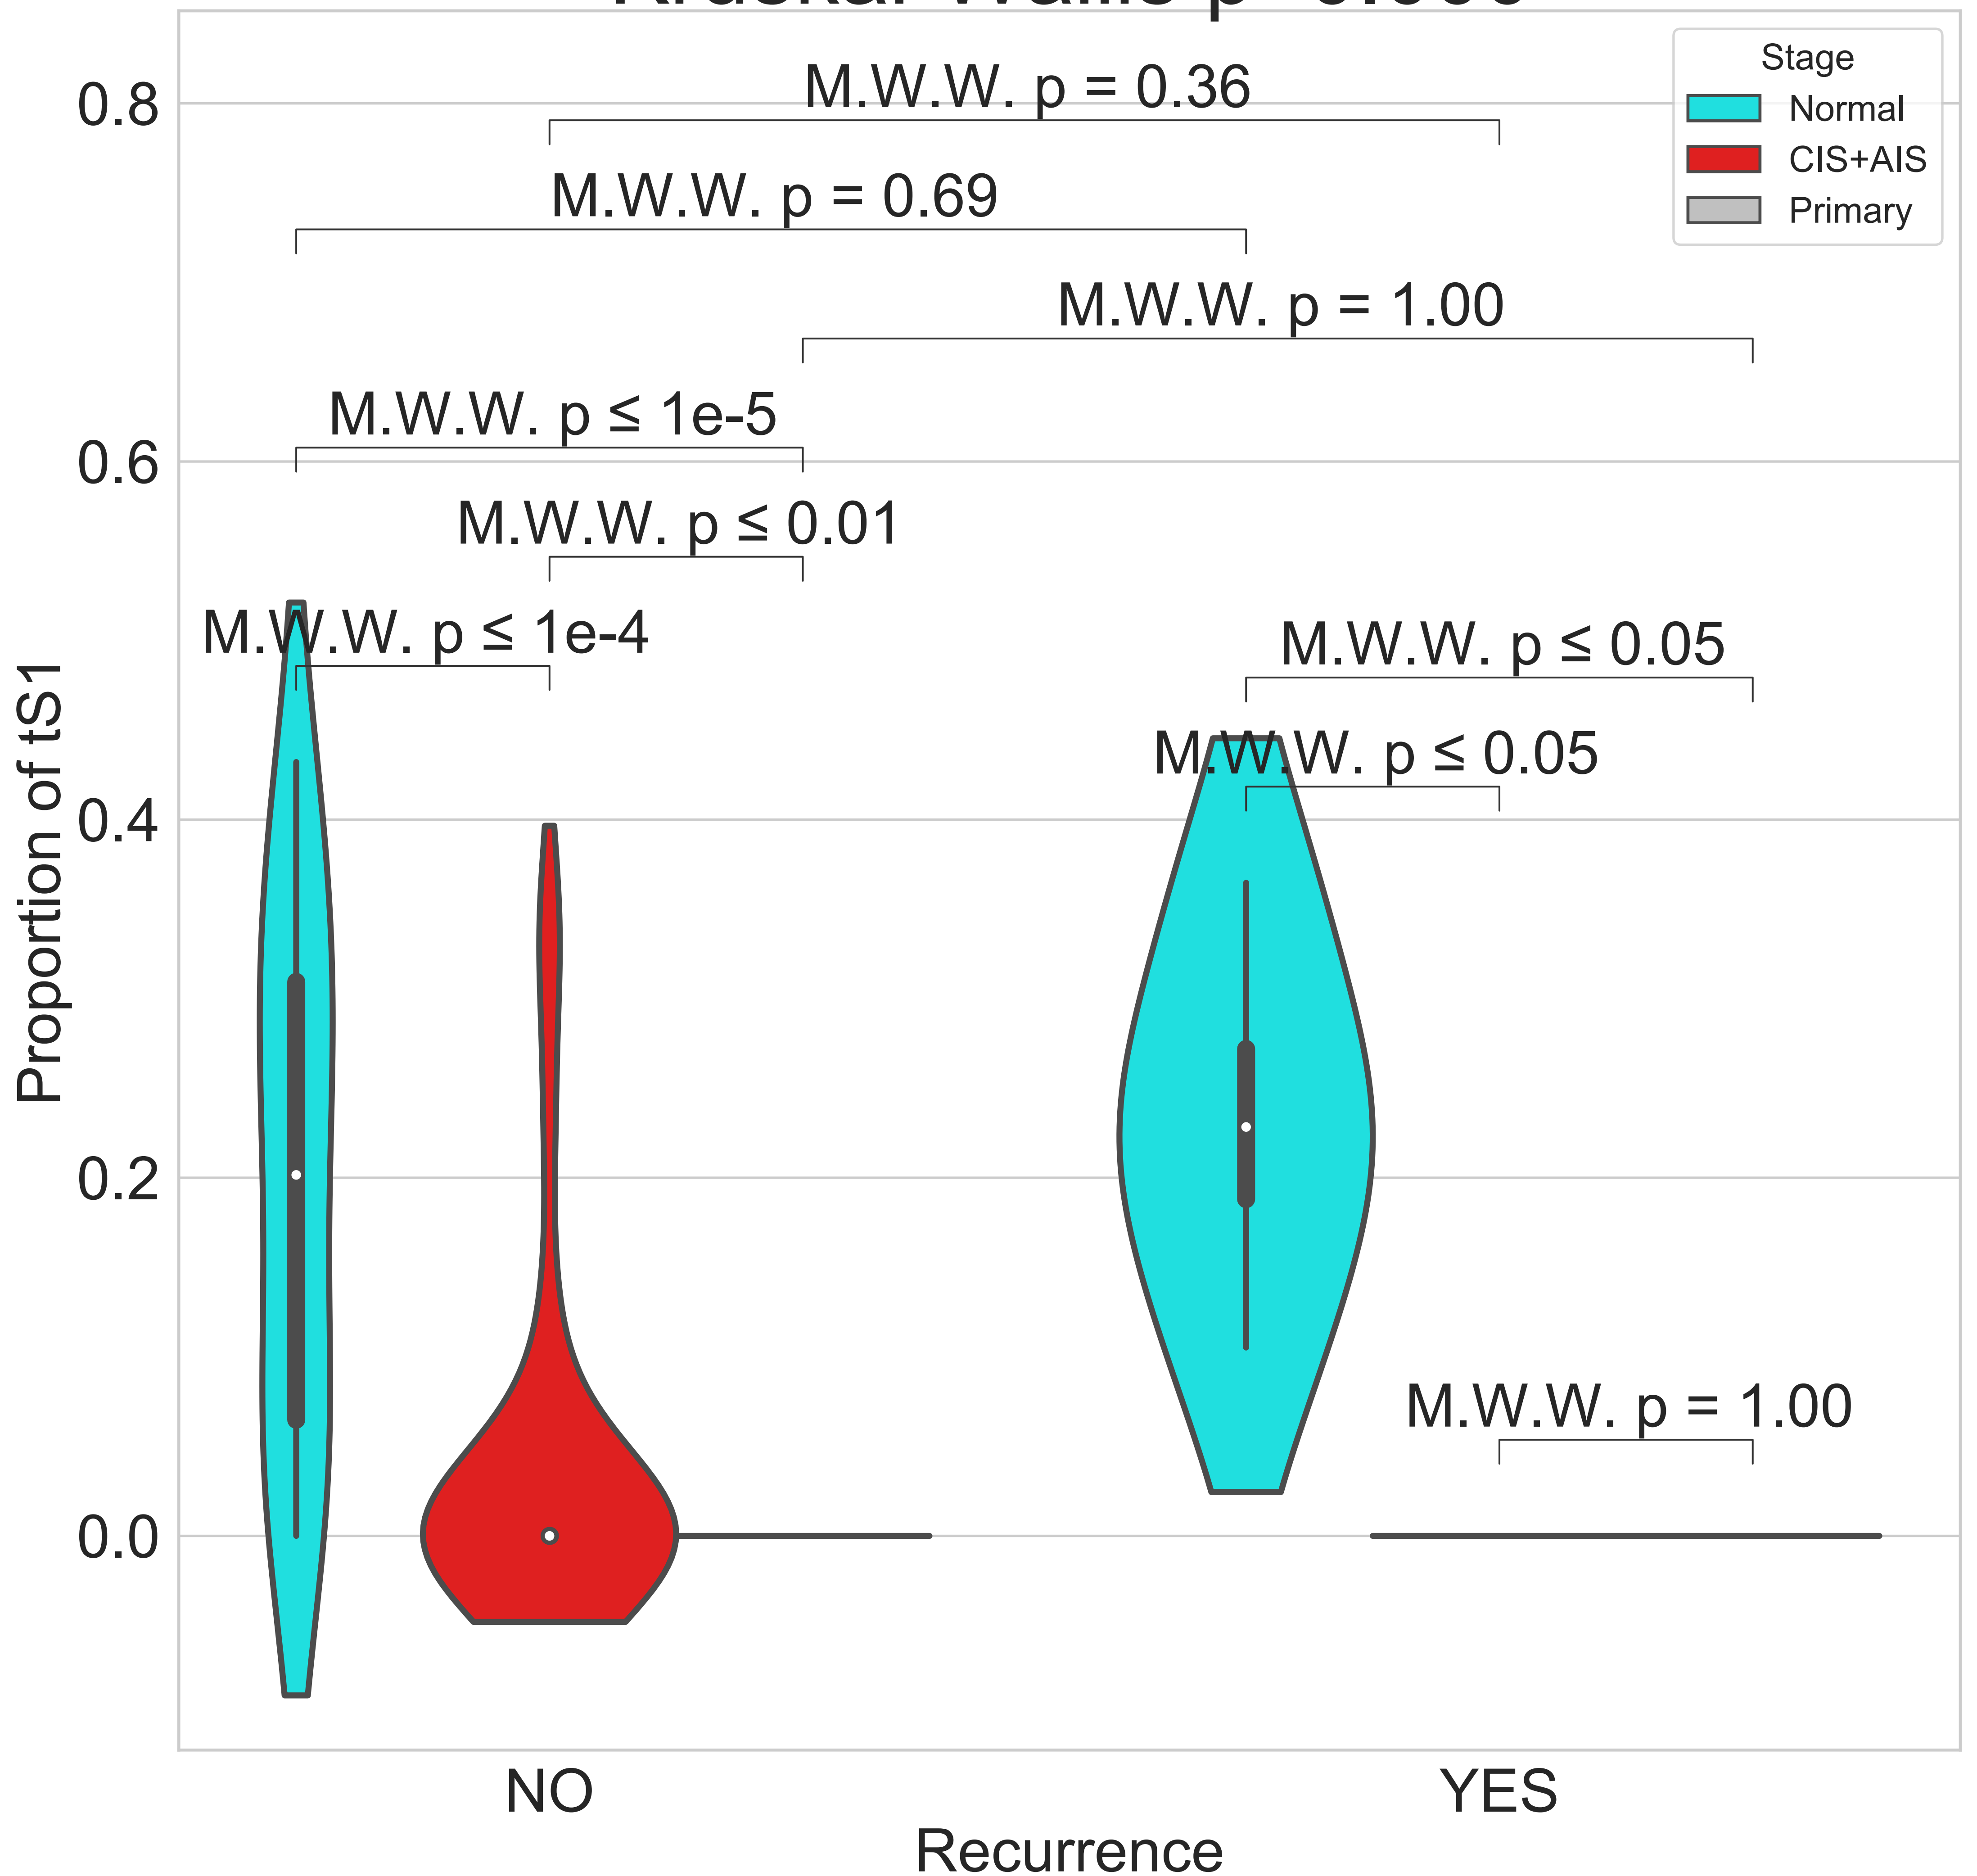 Stage
Normal
CIS+AIS
Primary
0.8
0.6
0.4
0.2
0.0
Proportion of tS1
M.W.W. p = 0.36
M.W.W. p = 0.69
M.W.W. p = 1.00
M.W.W. p ≤ 1e-5
M.W.W. p ≤ 0.01
M.W.W. p ≤ 1e-4
M.W.W. p ≤ 0.05
M.W.W. p ≤ 0.05
M.W.W. p = 1.00
NO
YES
Recurrence